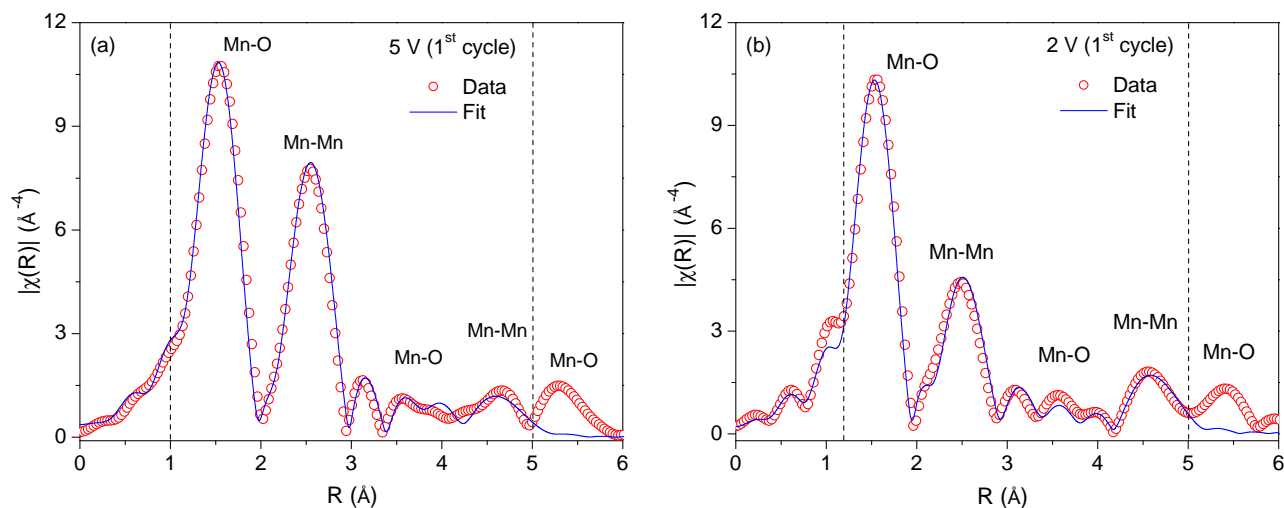 (a)
5 V (1st cycle)
Mn-O
Data
Fit
Mn-Mn
Mn-O
Mn-Mn
Mn-O
|χ(R)| (Å-4)
12
9
6
3
0
0 1 2 3 4 5 6
R (Å)
(b)
2 V (1st cycle)
Mn-O
Data
Fit
Mn-Mn
Mn-O
Mn-Mn
Mn-O
|χ(R)| (Å-4)
12
9
6
3
0
0 1 2 3 4 5 6
R (Å)